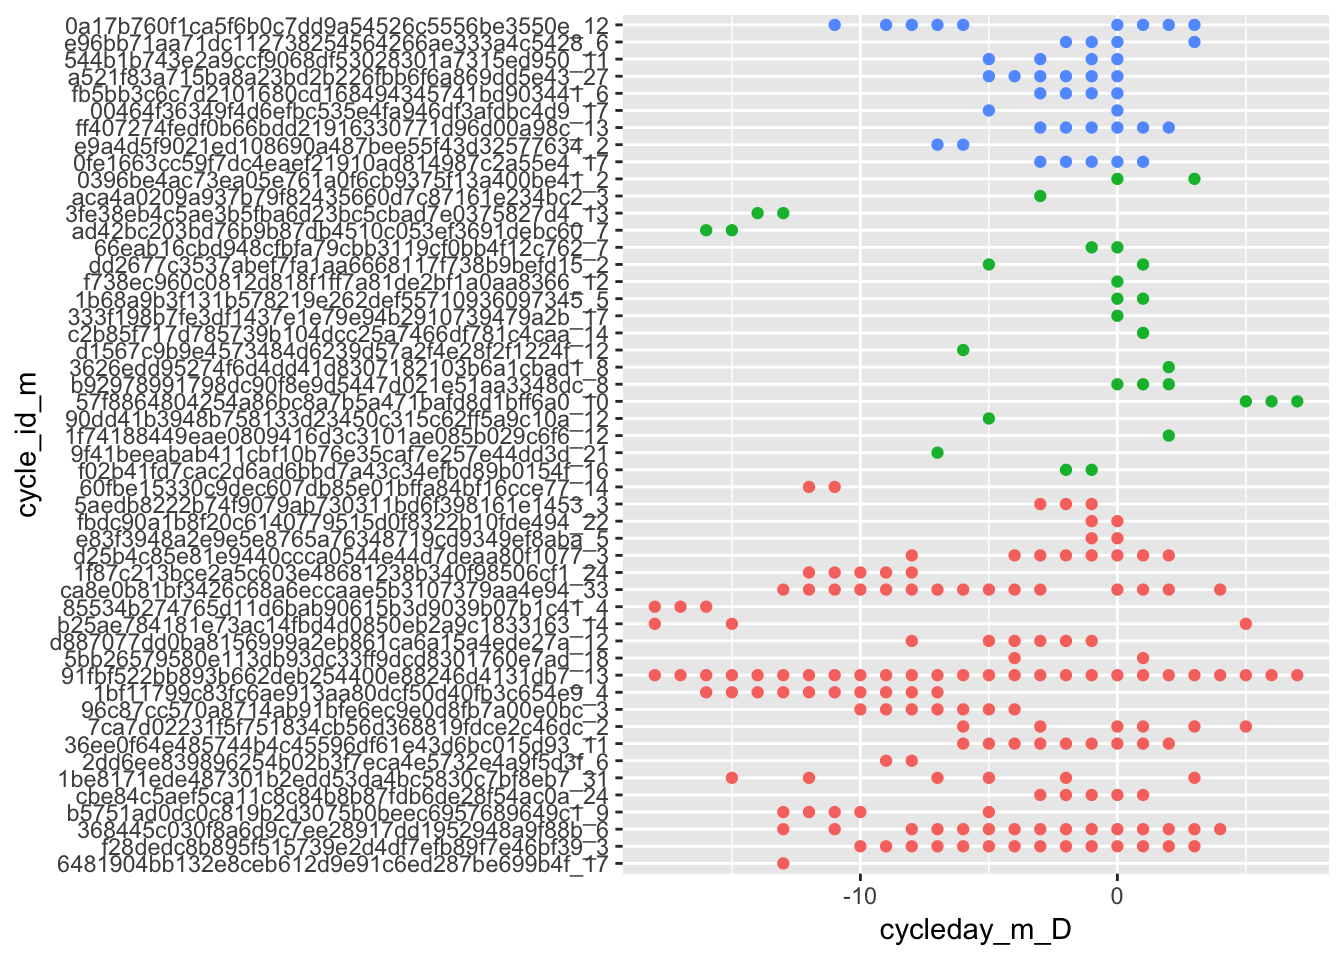 cycle_id_m
0a17b760f1ca5f6b0c7dd9a54526c5556be3550e_12
e96bb71aa71dc112738254564266ae333a4c5428_6
544b1b743e2a9ccf9068df53028301a7315ed950_11
a521f83a715ba8a23bd2b226fbb6f6a869dd5e43_27
fb5bb3c6c7d2101680cd168494345741bd903441_6
00464f36349f4d6efbc535e4fa946df3afdbc4d9_17
ff407274fedf0b66bdd21916330771d96d00a98c_13
e9a4d5f9021ed108690a487bee55f43d32577634_2
0fe1663cc59f7dc4eaef21910ad814987c2a55e4_17
0396be4ac73ea05e761a0f6cb9375f13a400be41_2
aca4a0209a937b79f82435660d7c87161e234bc2_3
3fe38eb4c5ae3b5fba6d23bc5cbad7e0375827d4_13
ad42bc203bd76b9b87db4510c053ef3691debc60_7
66eab16cbd948cfbfa79cbb3119cf0bb4f12c762_7
dd2677c3537abef7fa1aa6668117f738b9befd15_2
f738ec960c0812d818f1ff7a81de2bf1a0aa8366_12
1b68a9b3f131b578219e262def55710936097345_5
333f198b7fe3df1437e1e79e94b2910739479a2b_17
c2b85f717d785739b104dcc25a7466df781c4caa_14
d1567c9b9e4573484d6239d57a2f4e28f2f1224f_12
3626edd95274f6d4dd41d8307182103b6a1cbad1_8
b92978991798dc90f8e9d5447d021e51aa3348dc_8
57f8864804254a86bc8a7b5a471bafd8d1bff6a0_10
90dd41b3948b758133d23450c315c62ff5a9c10a_12
1f74188449eae0809416d3c3101ae085b029c6f6_12
9f41beeabab411cbf10b76e35caf7e257e44dd3d_21
f02b41fd7cac2d6ad6bbd7a43c34efbd89b0154f_16
60fbe15330c9dec607db85e01bffa84bf16cce77_14
5aedb8222b74f9079ab730311bd6f398161e1453_3
fbdc90a1b8f20c6140779515d0f8322b10fde494_22
e83f3948a2e9e5e8765a76348719cd9349ef8aba_5
d25b4c85e81e9440ccca0544e44d7deaa80f1077_3
1f87c213bce2a5c603e48681238b340f98506cf1_24
ca8e0b81bf3426c68a6eccaae5b3107379aa4e94_33
85534b274765d11d6bab90615b3d9039b07b1c41_4
b25ae784181e73ac14fbd4d0850eb2a9c1833163_14
d887077dd0ba8156999a2eb861ca6a15a4ede27a_12
5bb26579580e113db93dc33ff9dcd8301760e7ad_18
91fbf522bb893b662deb254400e88246d4131db7_13
1bf11799c83fc6ae913aa80dcf50d40fb3c654e9_4
96c87cc570a8714ab91bfe6ec9e0d8fb7a00e0bc_3
7ca7d02231f5f751834cb56d368819fdce2c46dc_2
36ee0f64e485744b4c45596df61e43d6bc015d93_11
2dd6ee839896254b02b3f7eca4e5732e4a9f5d3f_6
1be8171ede487301b2edd53da4bc5830c7bf8eb7_31
cbe84c5aef5ca11c8c84b8b87fdb6de28f54ac0a_24
b5751ad0dc0c819b2d3075b0beec6957689649c1_9
368445c030f8a6d9c7ee28917dd1952948a9f88b_6
f28dedc8b895f515739e2d4df7efb89f7e46bf39_3
6481904bb132e8ceb612d9e91c6ed287be699b4f_17
-10 0
cycleday_m_D